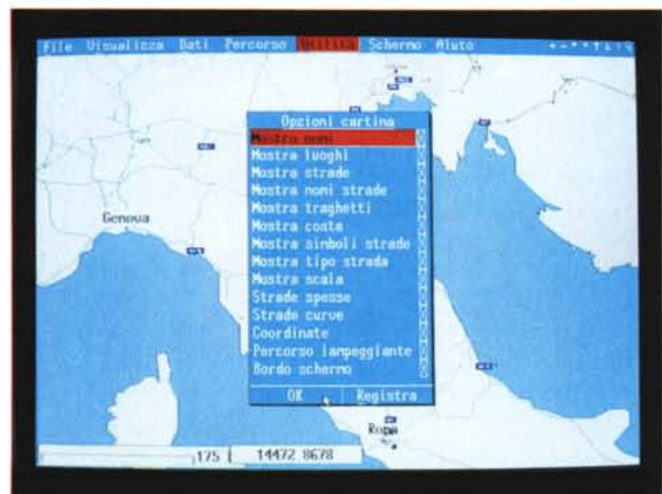 File Visualizza Dati Percorso Utilità Schermo Aiuto
Opzioni cartina
Mostra nomi
Mostra luoghi
Mostra strade
Mostra nomi strade
Mostra traghetti
Mostra costa
Mostra simboli strade
Mostra tipo strada
Mostra scala
Strade spesse
Strade curve
Coordinate
Percorso lampeggiante
Bordo schermo
OK Registra
Genova
Roma
175 14472 8678